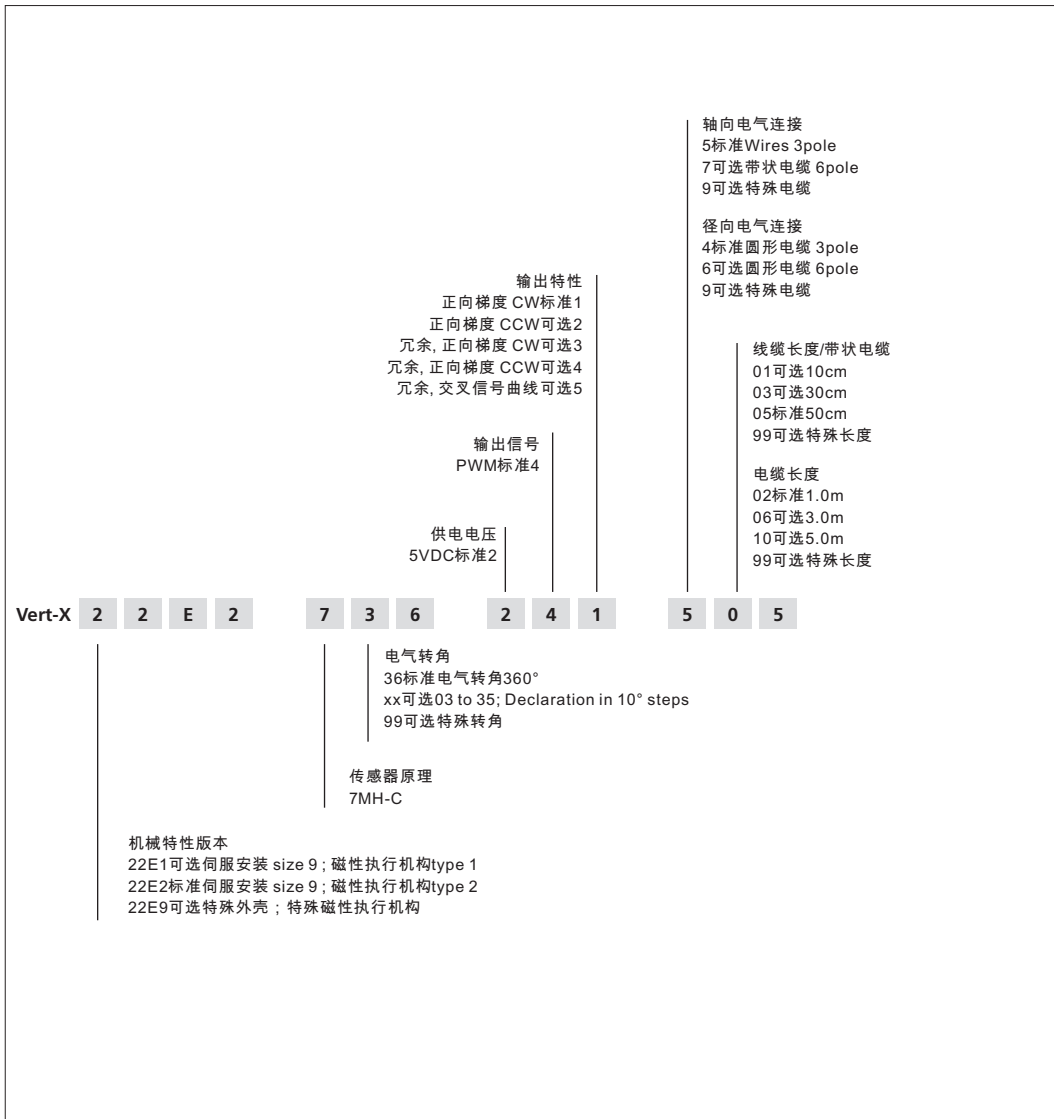 轴向电气连接
5标准Wires 3pole
7可选带状电缆 6pole
9可选特殊电缆
径向电气连接
4标准圆形电缆 3pole
6可选圆形电缆 6pole
9可选特殊电缆
输出特性
正向梯度 CW标准1
正向梯度 CCW可选2
冗余, 正向梯度 CW可选3
冗余, 正向梯度 CCW可选4
冗余, 交叉信号曲线可选5
线缆长度/带状电缆
01可选10cm
03可选30cm
05标准50cm
99可选特殊长度
输出信号
PWM标准4
电缆长度
02标准1.0m
06可选3.0m
10可选5.0m
99可选特殊长度
供电电压
5VDC标准2
Vert-X 2 2 E 2 7 3 6 2 4 1 5 0 5
电气转角
36标准电气转角360°
xx可选03 to 35; Declaration in 10° steps
99可选特殊转角
传感器原理
7MH-C
机械特性版本
22E1可选伺服安装 size 9 ; 磁性执行机构type 1
22E2标准伺服安装 size 9 ; 磁性执行机构type 2
22E9可选特殊外壳 ; 特殊磁性执行机构